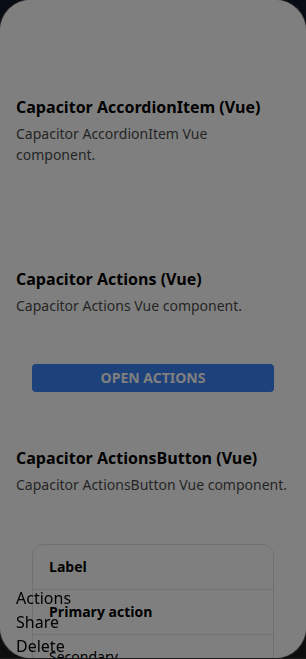 Capacitor AccordionItem (Vue)
Capacitor AccordionItem Vue
component.
Capacitor Actions (Vue)
Capacitor Actions Vue component.
OPEN ACTIONS
Capacitor ActionsButton (Vue)
Capacitor ActionsButton Vue component.
Label
Actions
Primary action
Share
Delete
Secondary